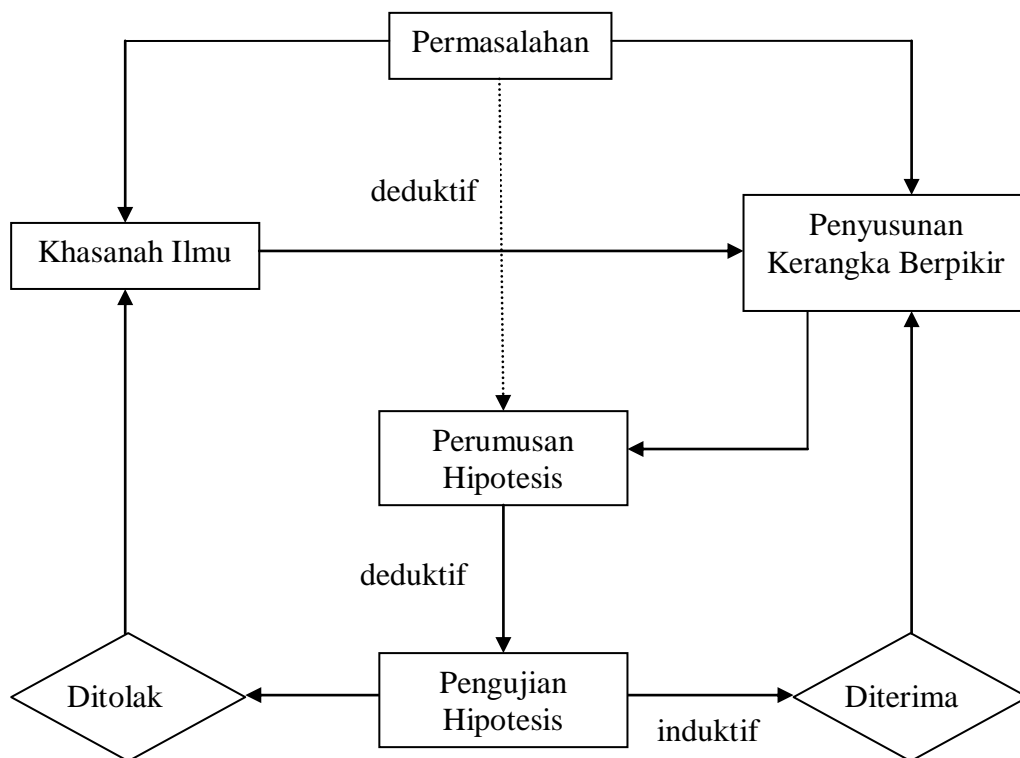 Permasalahan
deduktif
Khasanah Ilmu
Penyusunan
Kerangka Berpikir
Perumusan
Hipotesis
deduktif
Ditolak
Pengujian
Hipotesis
induktif
Diterima